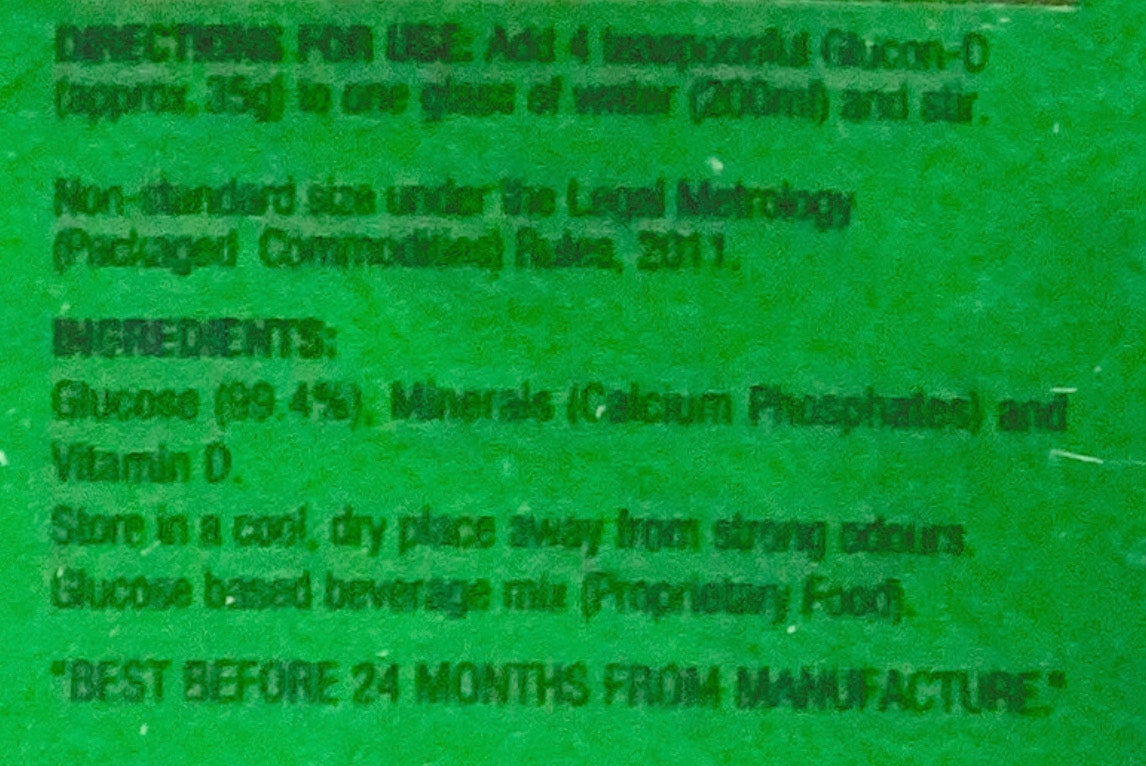 DIRECTIONS FOR USE: Add 4 teaspoonful Glucon-D
(approx. 35g) to one glass of water (200ml) and stir.
Non-standard size under the Legal Metrology
(Packaged Commodities) Rules, 2011.
INGREDIENTS:
Glucose (99.4%), Minerals (Calcium Phosphates) and
Vitamin D.
Store in a cool, dry place away from strong odours.
Glucose based beverage mix (Proprietary Food).
"BEST BEFORE 24 MONTHS FROM MANUFACTURE."